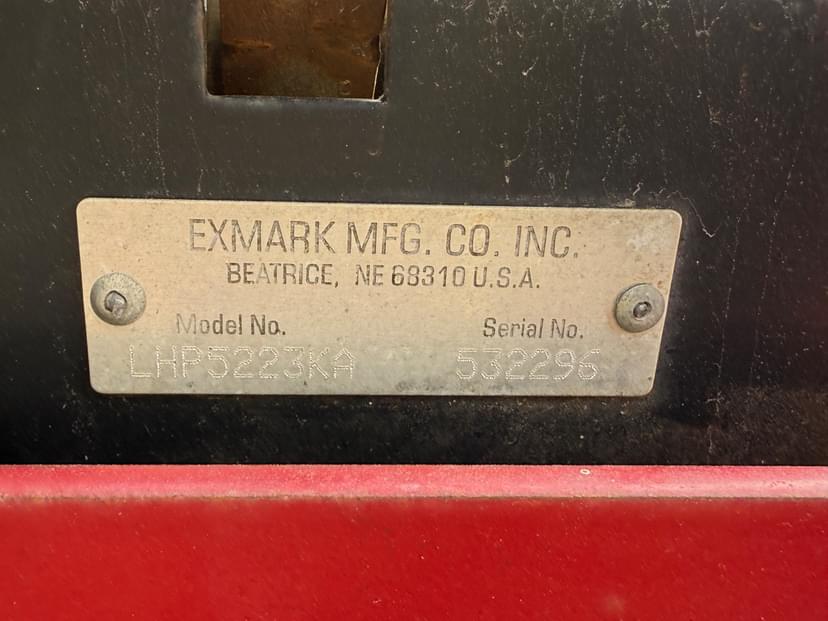 EXMARK MFG. CO. INC.
BEATRICE, NE 68310 U.S.A.
Model No. Serial No.
LHP5223KA 532296